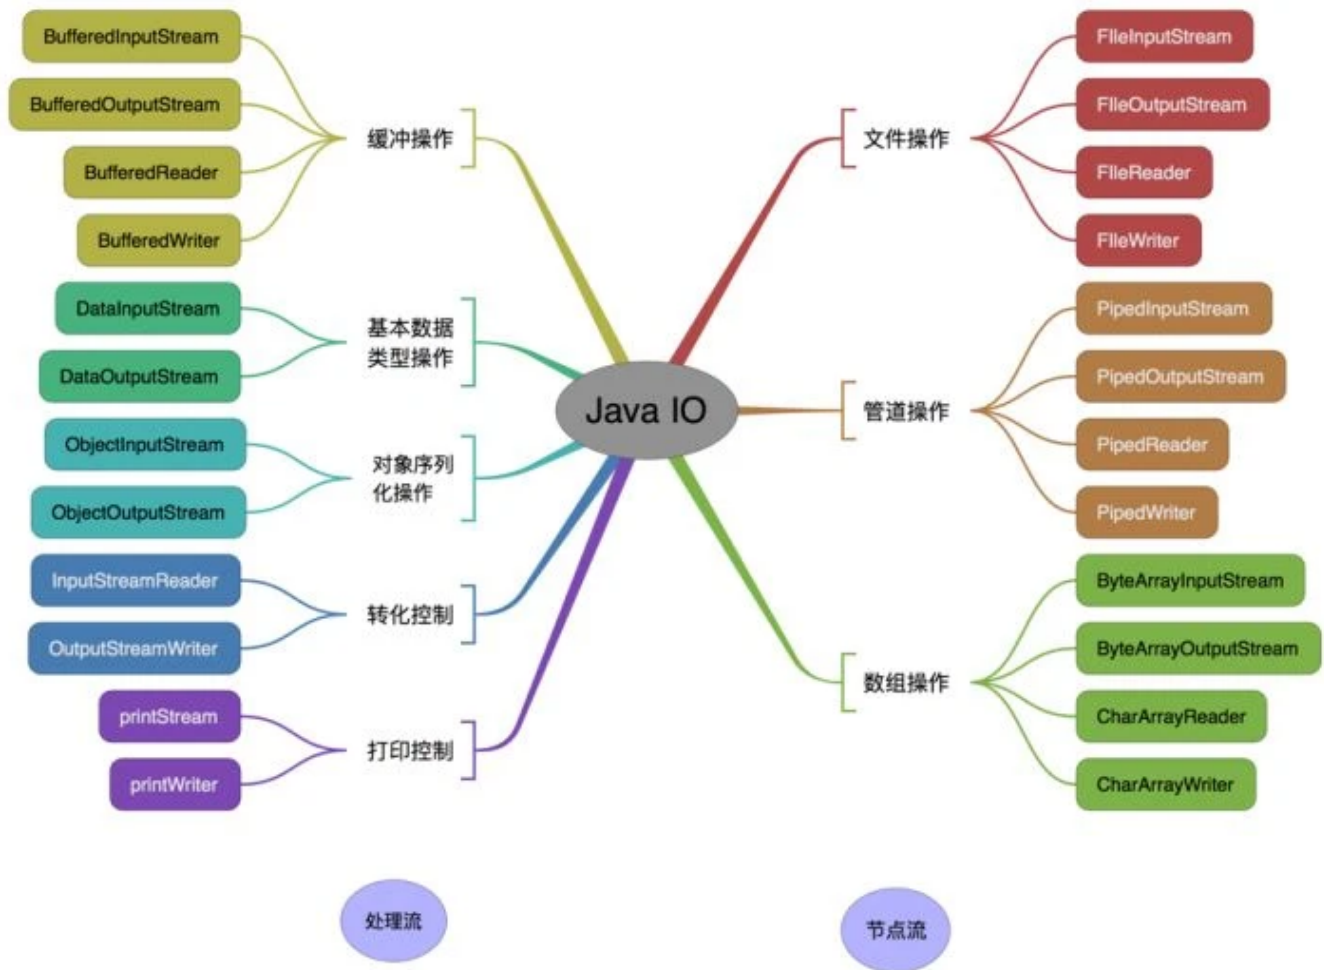 BufferedInputStream
BufferedOutputStream
BufferedReader
BufferedWriter
缓冲操作
DataInputStream
DataOutputStream
基本数据
类型操作
ObjectInputStream
ObjectOutputStream
对象序列
化操作
InputStreamReader
OutputStreamWriter
转化控制
printStream
printWriter
打印控制
Java IO
文件操作
FIleInputStream
FIleOutputStream
FIleReader
FIleWriter
管道操作
PipedInputStream
PipedOutputStream
PipedReader
PipedWriter
数组操作
ByteArrayInputStream
ByteArrayOutputStream
CharArrayReader
CharArrayWriter
处理流
节点流